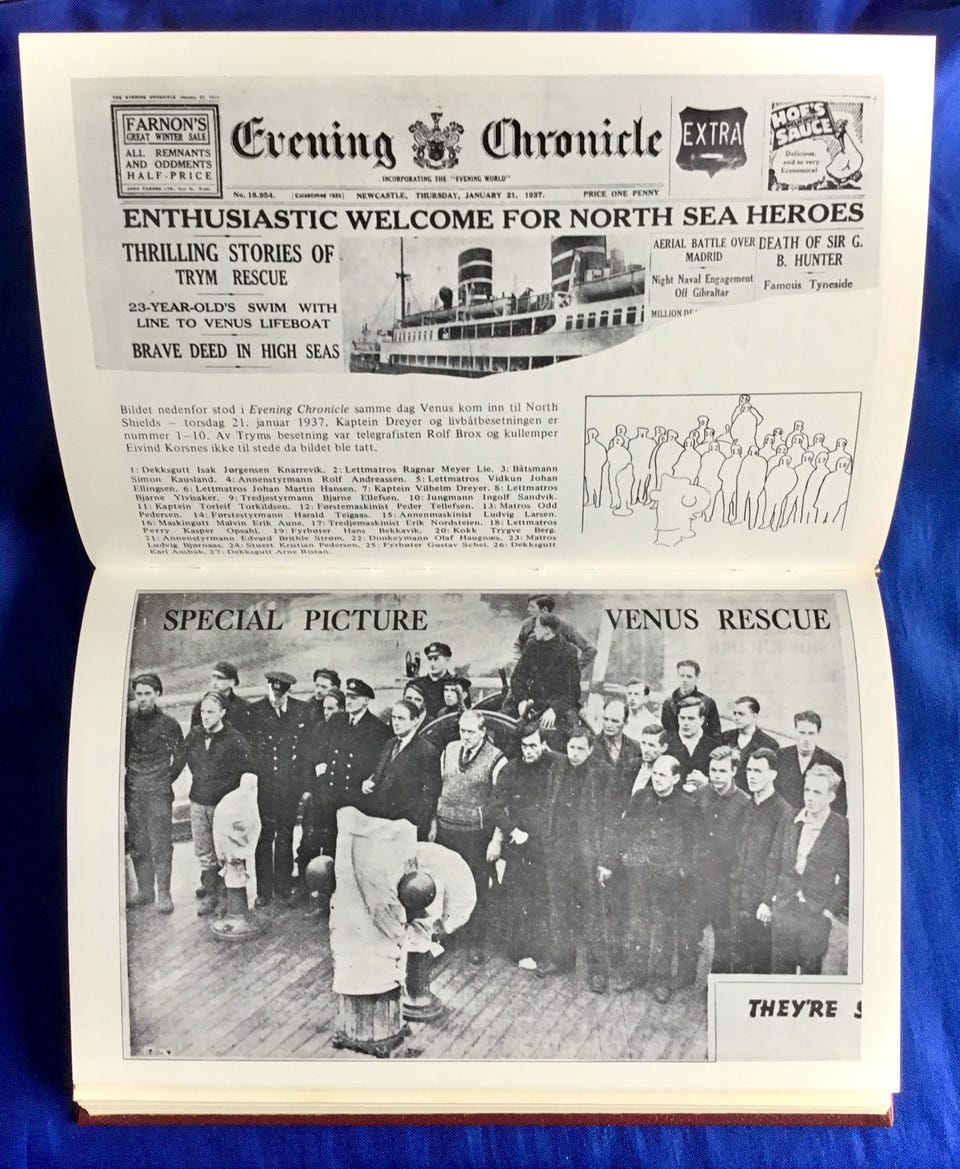 THE EVENING CHRONICLE January 21, 1937
FARNON'S
GREAT WINTER SALE
ALL REMNANTS
AND ODDMENTS
HALF-PRICE
Evening Chronicle
INCORPORATING THE "EVENING WORLD"
EXTRA
HOE'S
SAUCE
Delicious,
and so very
Economical
No. 18,954. [Established 1885] NEWCASTLE, THURSDAY, JANUARY 21, 1937. PRICE ONE PENNY
ENTHUSIASTIC WELCOME FOR NORTH SEA HEROES
THRILLING STORIES OF
TRYM RESCUE
23-YEAR-OLD'S SWIM WITH
LINE TO VENUS LIFEBOAT
BRAVE DEED IN HIGH SEAS
AERIAL BATTLE OVER
MADRID
Night Naval Engagement
Off Gibraltar
MILLION
DEATH OF SIR G.
B. HUNTER
Famous Tyneside
Bildet nedenfor stod i Evening Chronicle samme dag Venus kom inn til North
Shields — torsdag 21. januar 1937. Kaptein Dreyer og livbåtbesetningen er
nummer 1—10. Av Tryms besetning var telegrafisten Rolf Brox og kullemper
Eivind Korsnes ikke til stede da bildet ble tatt.
1: Dekksgutt Isak Jørgensen Knarrevik, 2: Lettmatros Ragnar Meyer Lie. 3: Båtsmann
Simon Kausland. 4: Annenstyrmann Rolf Andreassen. 5: Lettmatros Vidkun Johan
Ellingsen, 6: Lettmatros Johan Martin Hansen, 7: Kaptein Vilhelm Dreyer. 8: Lettmatros
Bjarne Ylvisaker, 9: Tredjestyrmann Bjarne Ellefsen, 10: Jungmann Ingolf Sandvik.
11: Kaptein Torleif Torkildsen, 12: Førstemaskinist Peder Tellefsen. 13: Matros Odd
Pedersen. 14: Førstestyrmann Harald Teigaas. 15: Annenmaskinist Ludvig Larsen.
16: Maskingutt Malvin Erik Aune. 17: Tredjemaskinist Erik Nordstein. 18: Lettmatros
Perry Kasper Opsahl. 19: Fyrbøter Hans Bekkavik, 20: Kokk Trygve Berg.
21: Annenstyrmann Edvard Brithle Strøm. 22: Donkeymann Olaf Haugnæs. 23: Matros
Ludvig Bjørnaas. 24: Stuert Kristian Pedersen, 25: Fyrbøter Gustav Schei, 26: Dekksgutt
Karl Aasbak, 27: Dekksgutt Arne Ristan.
SPECIAL PICTURE VENUS RESCUE
THEY'RE